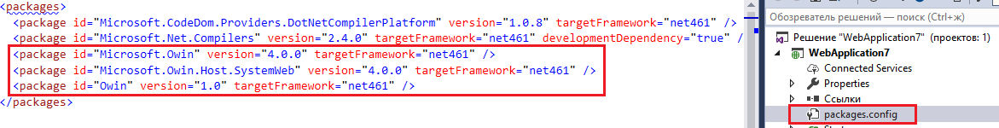 <packages>
<package id="Microsoft.CodeDom.Providers.DotNetCompilerPlatform" version="1.0.8" targetFramework="net461" />
<package id="Microsoft.Net.Compilers" version="2.4.0" targetFramework="net461" developmentDependency="true" /
<package id="Microsoft.Owin" version="4.0.0" targetFramework="net461" />
<package id="Microsoft.Owin.Host.SystemWeb" version="4.0.0" targetFramework="net461" />
<package id="Owin" version="1.0" targetFramework="net461" />
</packages>
Обозреватель решений — поиск (Ctrl+ж)
Решение "WebApplication7" (проектов: 1)
WebApplication7
Connected Services
Properties
Ссылки
packages.config